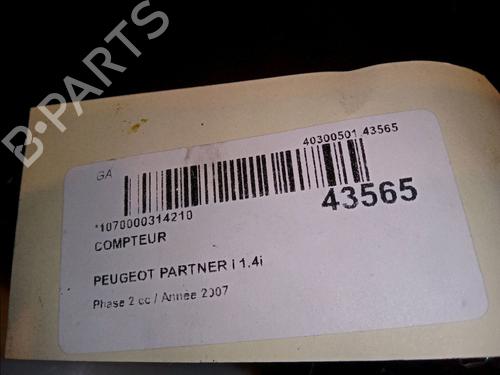 B-PARTS
GA
40300501 43565
*1070000314210
43565
COMPTEUR
PEUGEOT PARTNER I 1.4i
Phase 2 cc / Année 2007